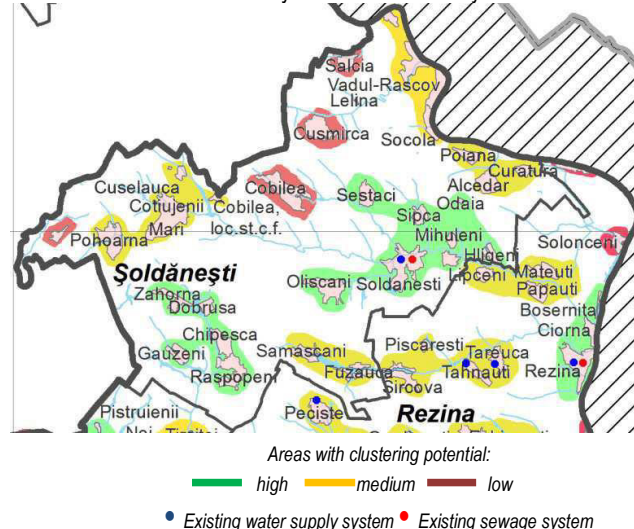 Salcia
Vadul-Rascov
Lelina
Cusmirca
Socola
Poiana
Curatura
Alcedar
Odaia
Cuselauca
Cotiujenii
Mari
Cobilea
Cobilea,
loc.st.c.f.
Sestaci
Sipca
Mihuleni
Pohoarna
Solonceni
Hligeni
Şoldăneşti
Soldanesti
Lipceni
Mateuti
Papauti
Oliscani
Zahorna
Dobrusa
Bosernita
Ciorna
Chipesca
Gauzeni
Raspopeni
Samascani
Fuzauca
Piscaresti
Tareuca
Tahnauti
Sircova
Rezina
Pistruienii
Noi
Peciste
Rezina
Areas with clustering potential:
high medium low
Existing water supply system Existing sewage system